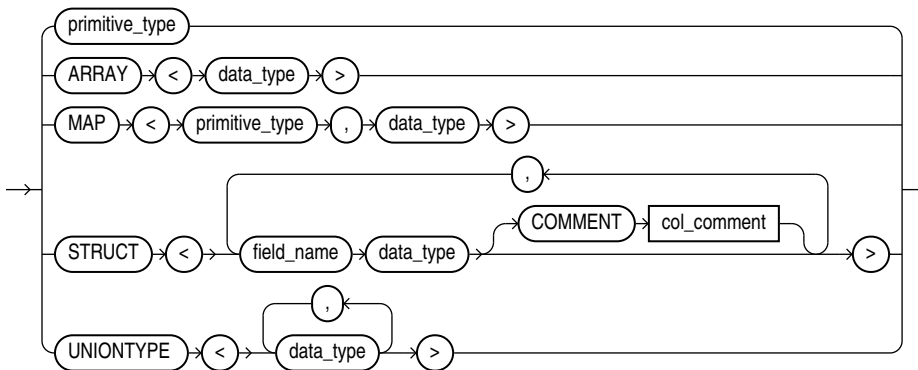 primitive_type
ARRAY < data_type >
MAP < primitive_type , data_type >
,
COMMENT col_comment
STRUCT < field_name data_type >
,
UNIONTYPE < data_type >